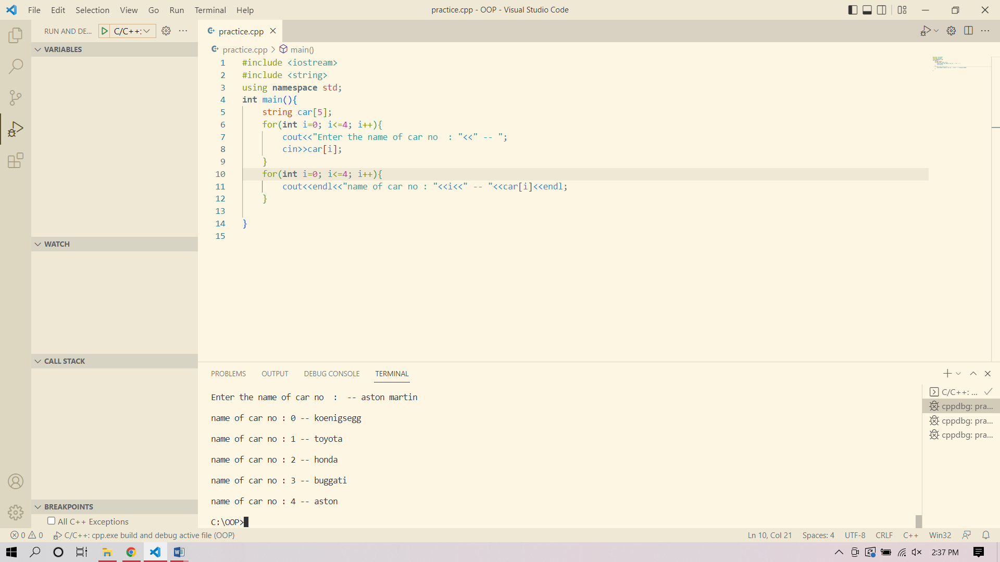 File Edit Selection View Go Run Terminal Help
practice.cpp - OOP - Visual Studio Code
RUN AND DE... C/C++:
practice.cpp
practice.cpp > main()
VARIABLES
1 #include <iostream>
2 #include <string>
3 using namespace std;
4 int main(){
5     string car[5];
6     for(int i=0; i<=4; i++){
7         cout<<"Enter the name of car no  : "<<" -- ";
8         cin>>car[i];
9     }
10     for(int i=0; i<=4; i++){
11         cout<<endl<<"name of car no : "<<i<<" -- "<<car[i]<<endl;
12     }
13
14 }
15
WATCH
CALL STACK
BREAKPOINTS
All C++ Exceptions
PROBLEMS OUTPUT DEBUG CONSOLE TERMINAL
Enter the name of car no  :  -- aston martin
name of car no : 0 -- koenigsegg
name of car no : 1 -- toyota
name of car no : 2 -- honda
name of car no : 3 -- buggati
name of car no : 4 -- aston
C:\OOP>
C/C++: ...
cppdbg: pra...
cppdbg: pra...
cppdbg: pra...
0 0 C/C++: cpp.exe build and debug active file (OOP)
Ln 10, Col 21 Spaces: 4 UTF-8 CRLF C++ Win32
2:37 PM